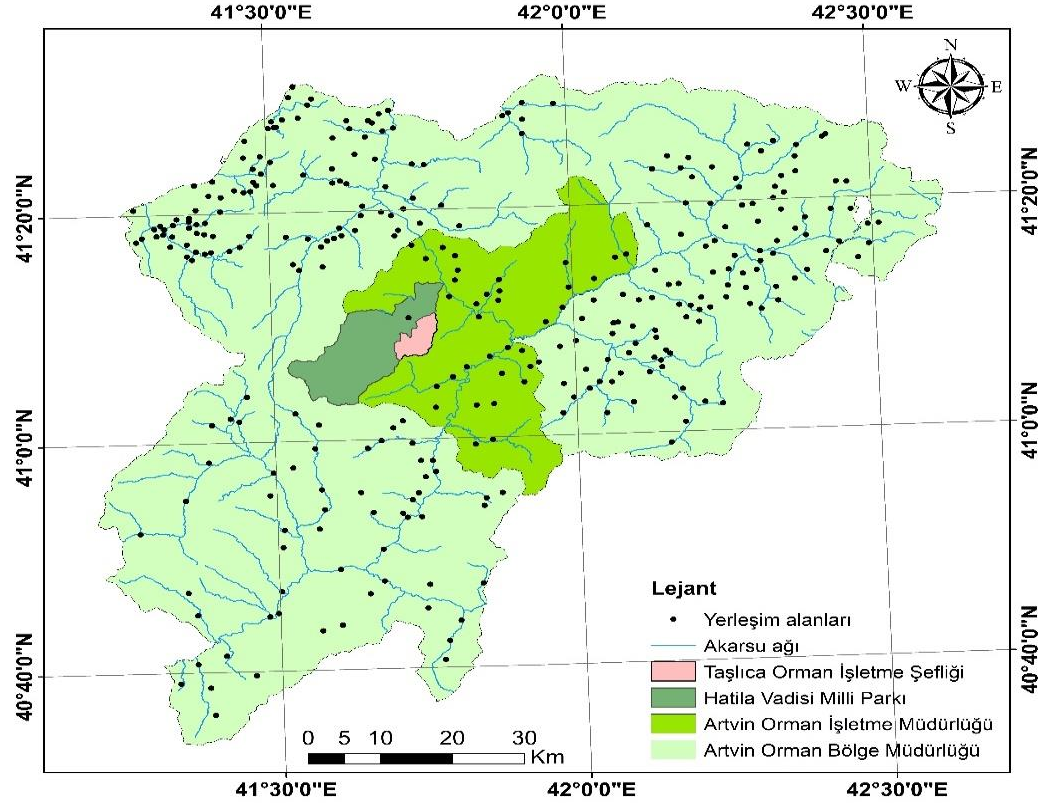 41°30'0"E 42°0'0"E 42°30'0"E
N
W E
S
41°20'0"N 41°20'0"N
41°0'0"N 41°0'0"N
40°40'0"N 40°40'0"N
Lejant
Yerleşim alanları
Akarsu ağı
Taşlıca Orman İşletme Şefliği
Hatila Vadisi Milli Parkı
Artvin Orman İşletme Müdürlüğü
Artvin Orman Bölge Müdürlüğü
0 5 10 20 30
Km
41°30'0"E 42°0'0"E 42°30'0"E